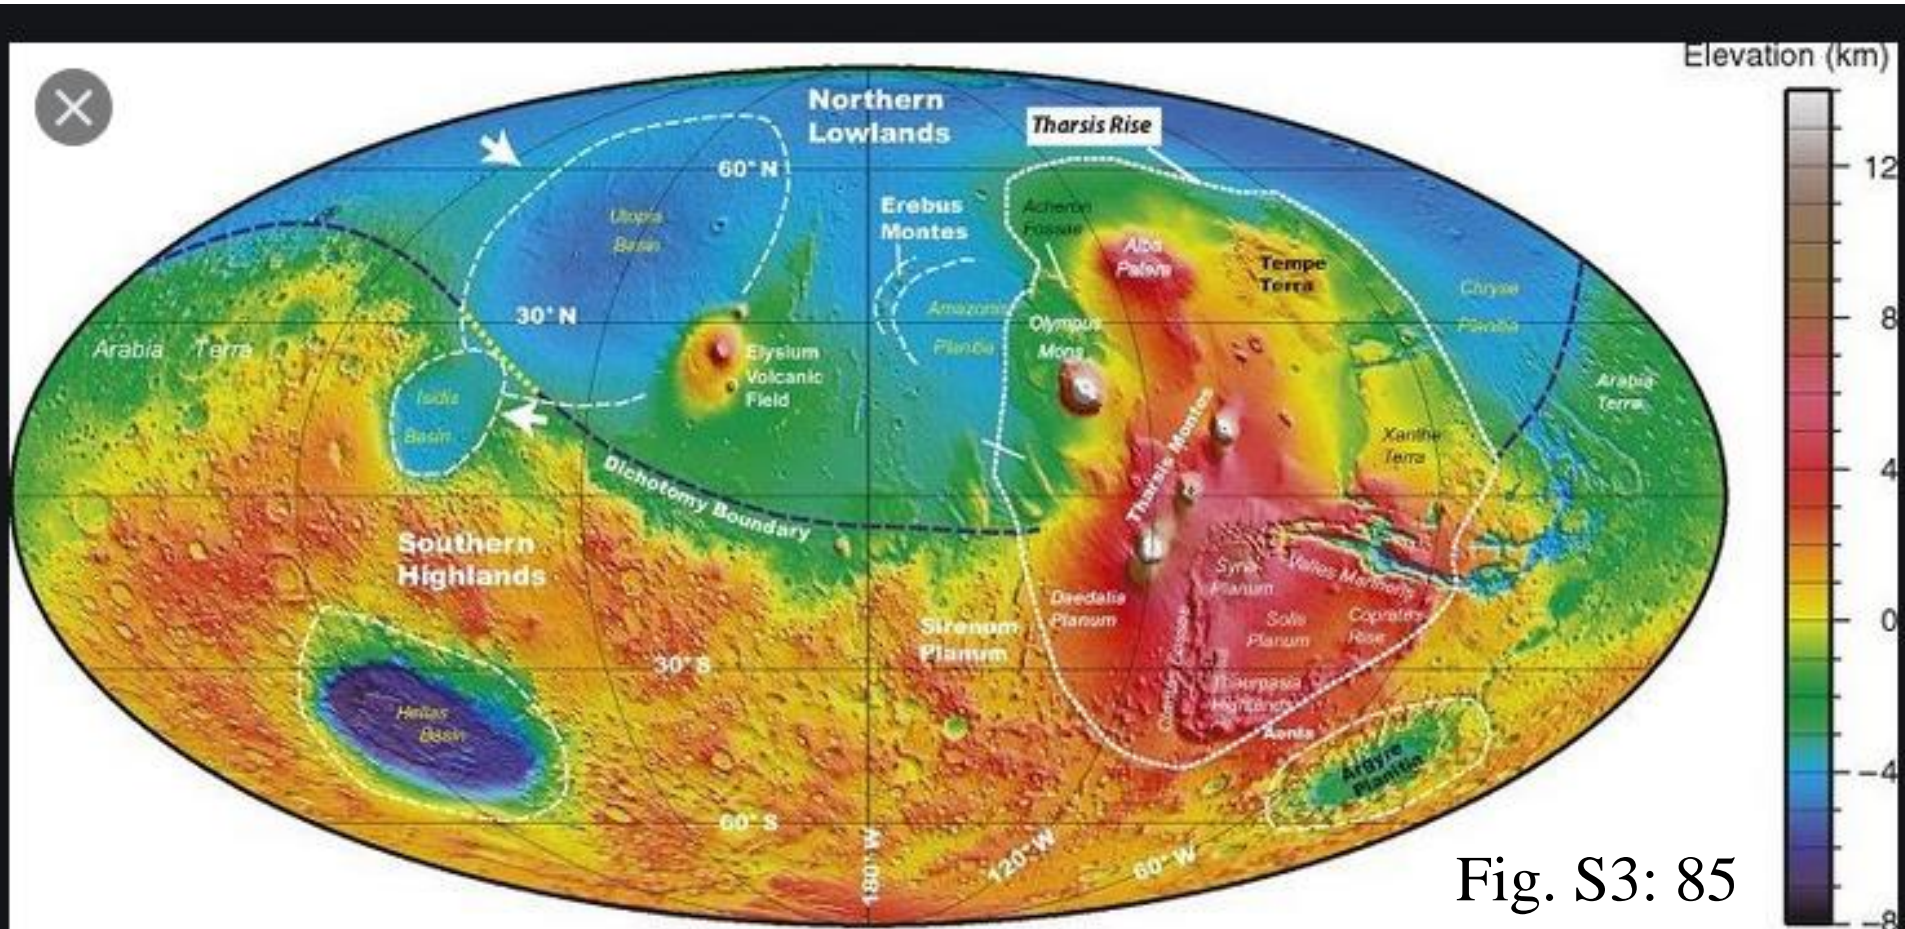 Elevation (km)
Northern
Lowlands
Tharsis Rise
60° N
12
Erebus
Montes
Acheron
Fossae
Utopia
Basin
Alba
Patera
Tempe
Terra
Chryse
Planitia
30° N
Amazonis
Planitia
Olympus
Mons
8
Arabia Terra
Elysium
Volcanic
Field
Arabia
Terra
Isidis
Basin
Xanthe
Terra
Tharsis Montes
4
Dichotomy Boundary
Southern
Highlands
Syria
Planum
Valles Marineris
Daedalia
Planum
Solis
Planum
Coprates
Rise
0
Sirenum
Planum
Claritas Fossae
30° S
Thaumasia
Highlands
Hellas
Basin
Aonia
Argyre
Planitia
−4
60° S
180° W
120° W
60° W
Fig. S3: 85
−8